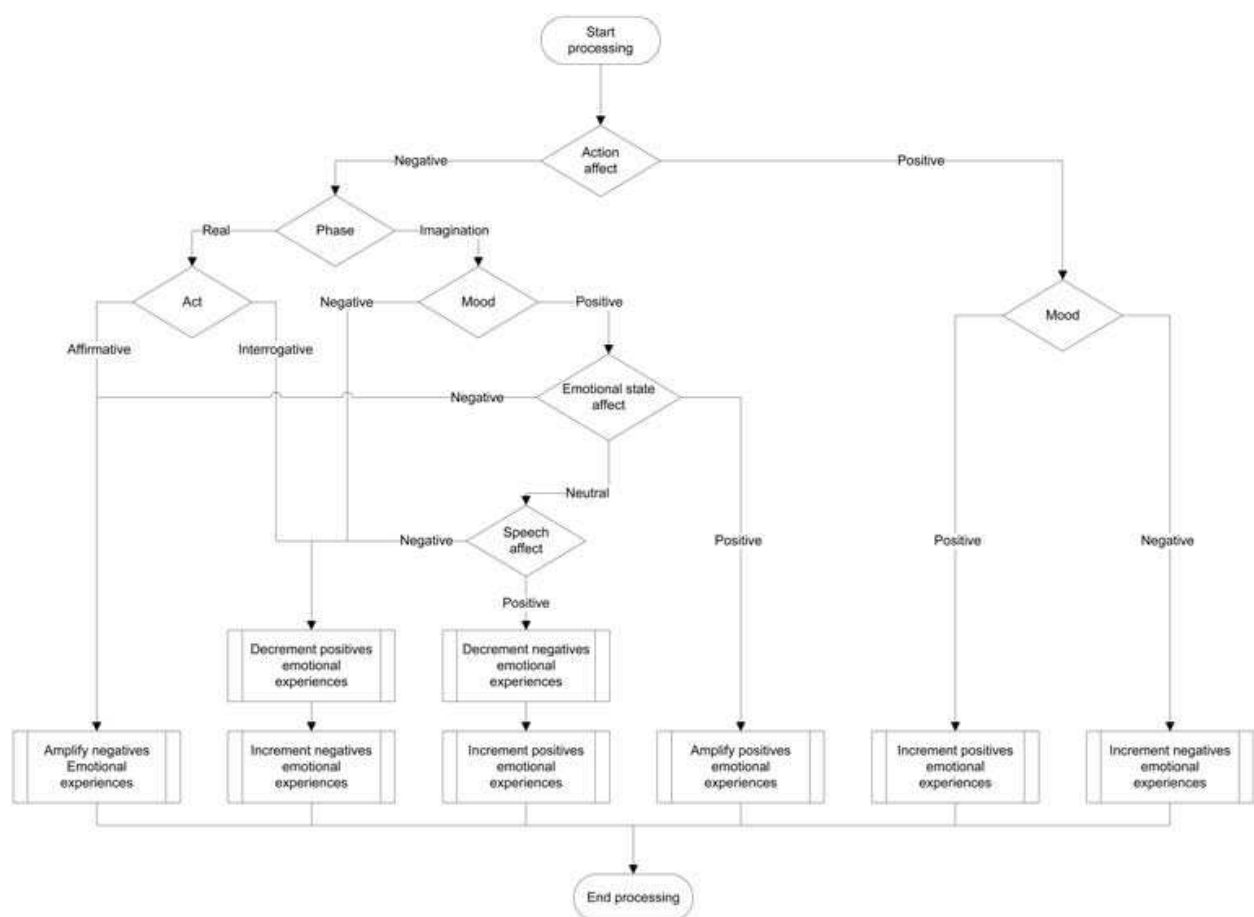 Start
processing
Action
affect
Negative
Positive
Phase
Real
Imagination
Act
Negative
Mood
Positive
Mood
Affirmative
Interrogative
Emotional state
affect
Negative
Neutral
Speech
affect
Negative
Positive
Positive
Negative
Positive
Decrement positives
emotional
experiences
Decrement negatives
emotional
experiences
Amplify negatives
Emotional
experiences
Increment negatives
emotional
experiences
Increment positives
emotional
experiences
Amplify positives
emotional
experiences
Increment positives
emotional
experiences
Increment negatives
emotional
experiences
End processing